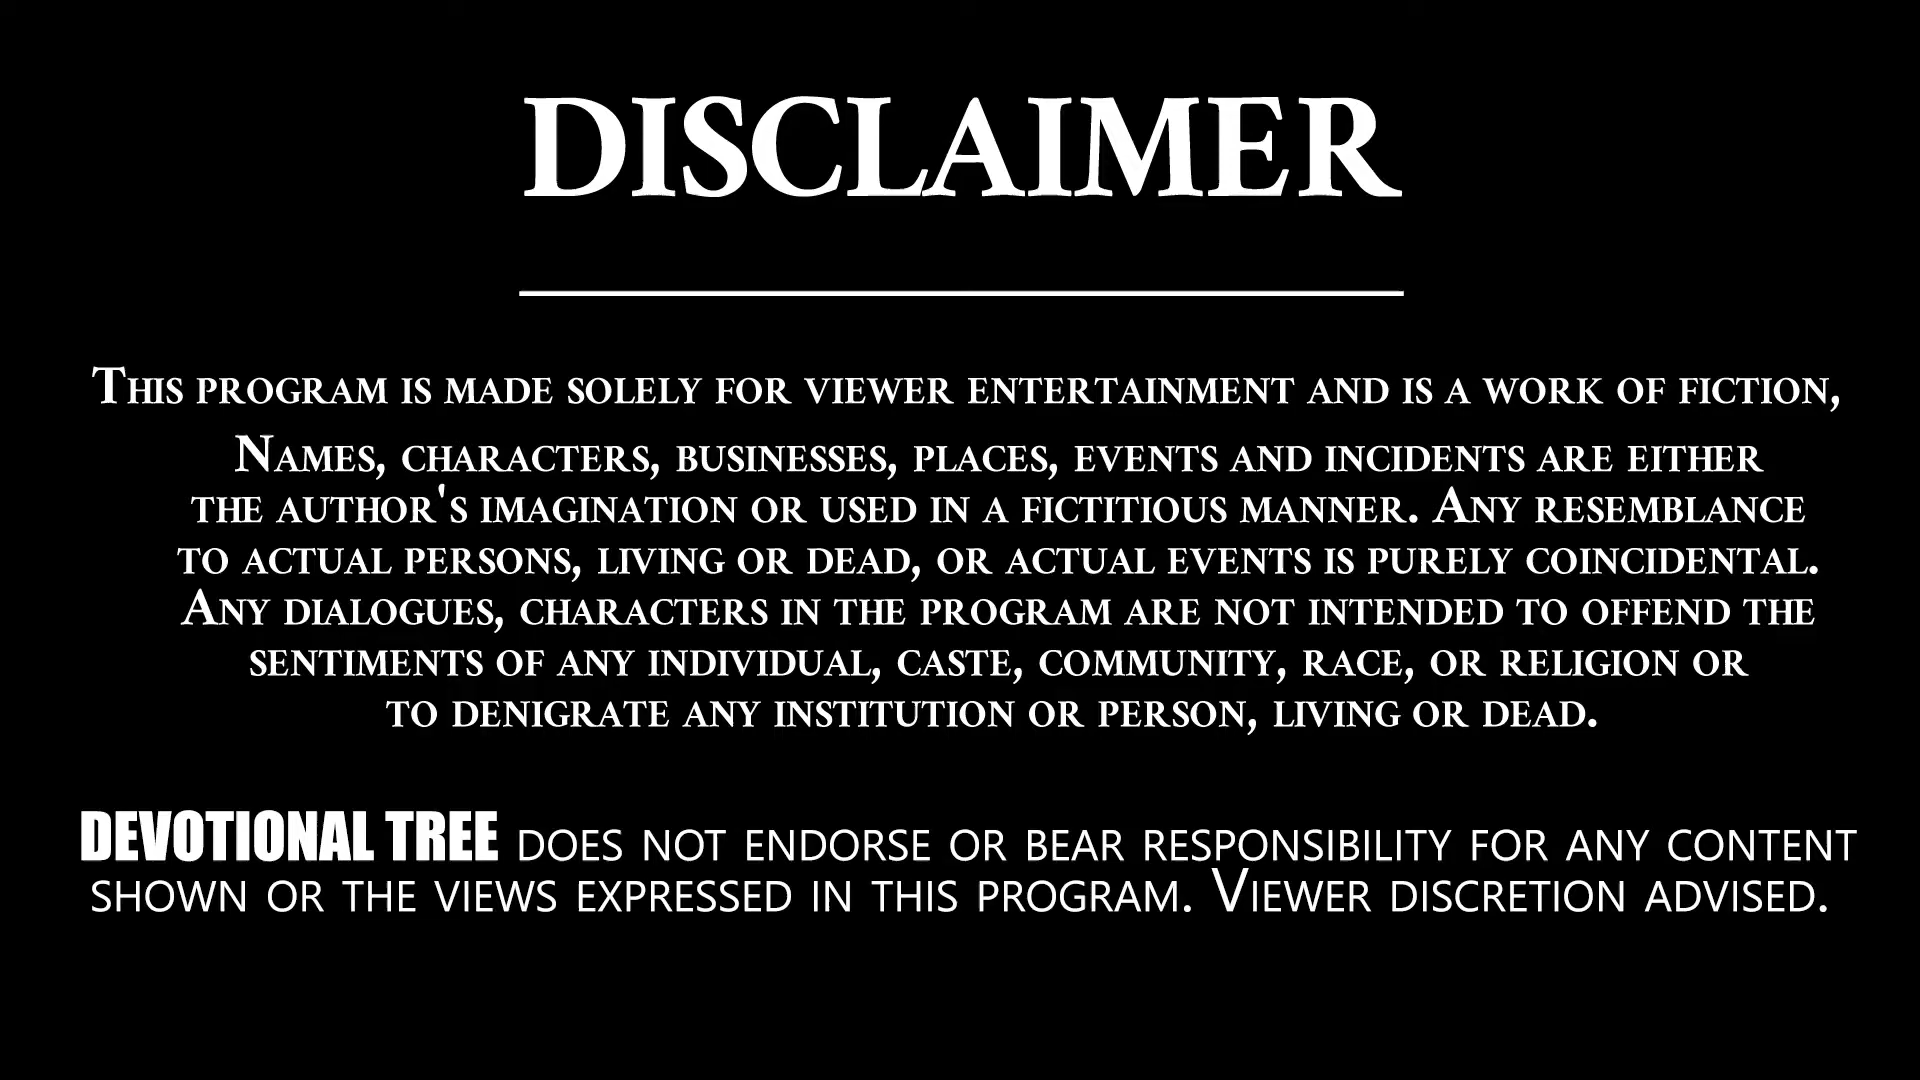 DISCLAIMER
This program is made solely for viewer entertainment and is a work of fiction,
Names, characters, businesses, places, events and incidents are either
the author's imagination or used in a fictitious manner. Any resemblance
to actual persons, living or dead, or actual events is purely coincidental.
Any dialogues, characters in the program are not intended to offend the
sentiments of any individual, caste, community, race, or religion or
to denigrate any institution or person, living or dead.
DEVOTIONAL TREE does not endorse or bear responsibility for any content
shown or the views expressed in this program. Viewer discretion advised.